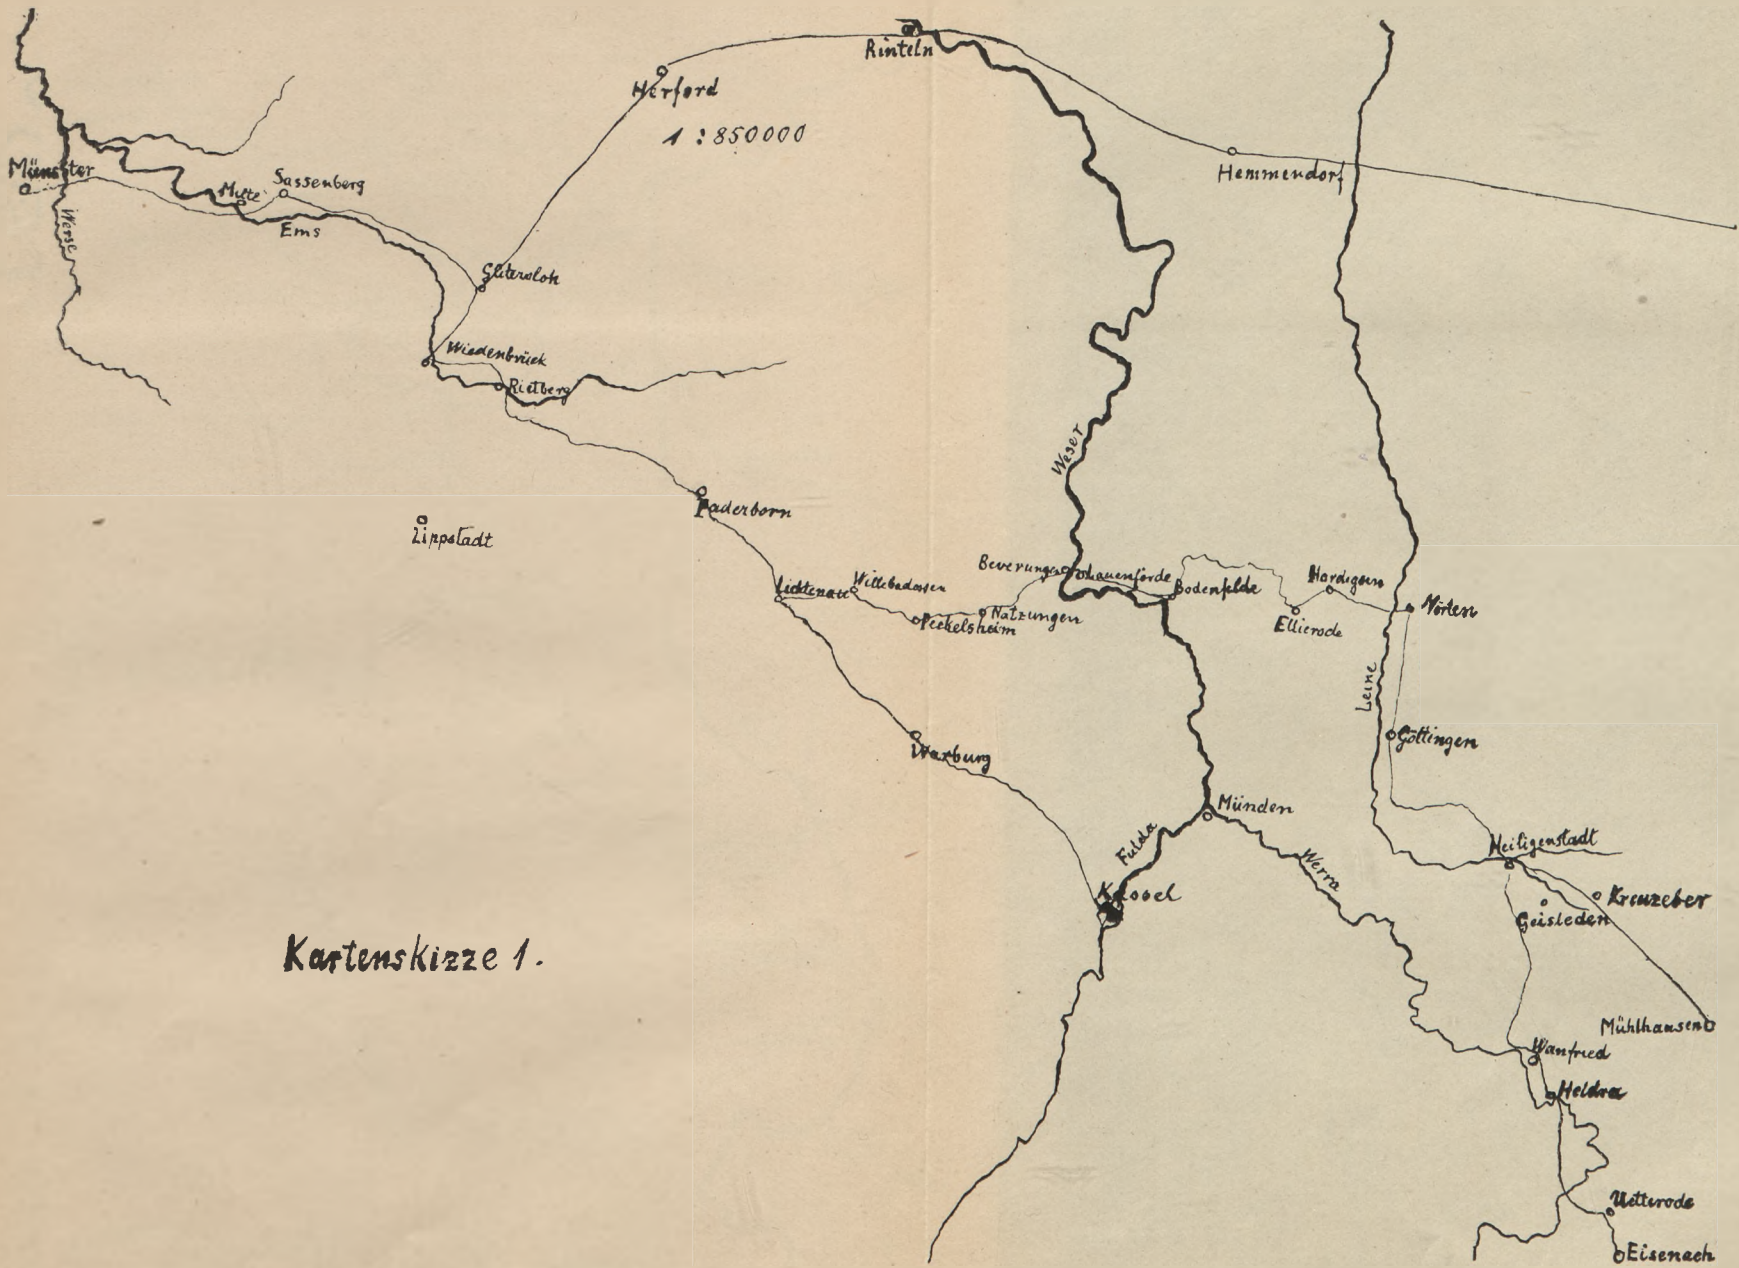 Rinteln
Herford
1 : 850000
Münster
Mitte
Sassenberg
Hemmendorf
Werse
Ems
Gütersloh
Wiedenbrück
Rietberg
Weser
Paderborn
Lippstadt
Beverungen
Lauenförde
Bodenfelde
Hardegsen
Lichtenau
Willebadessen
Nörten
Peckelsheim
Natzungen
Ellierode
Leine
Göttingen
Warburg
Münden
Fulda
Werra
Heiligenstadt
Kassel
Kreuzeber
Geisleden
Kartenskizze 1.
Mühlhausen
Wanfried
Heldra
Uetterode
Eisenach